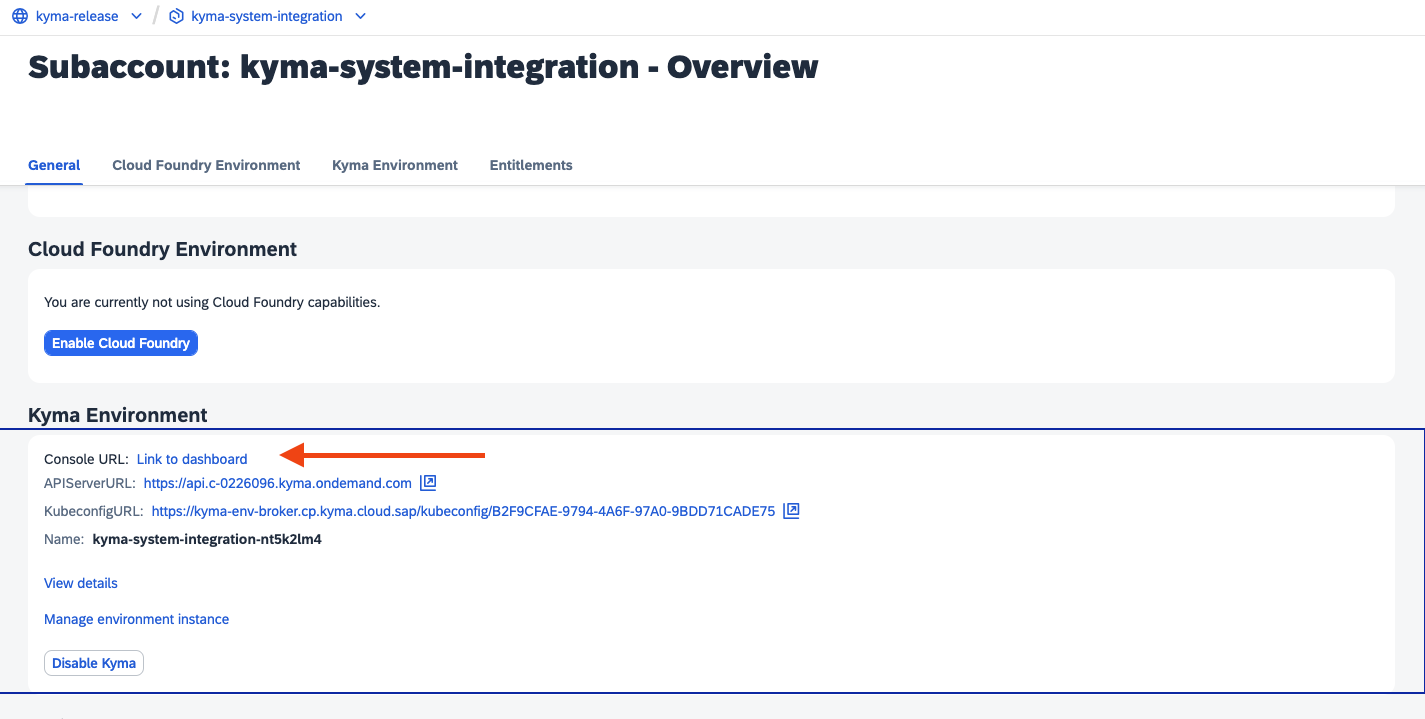 kyma-release / kyma-system-integration
Subaccount: kyma-system-integration - Overview
General Cloud Foundry Environment Kyma Environment Entitlements
Cloud Foundry Environment
You are currently not using Cloud Foundry capabilities.
Enable Cloud Foundry
Kyma Environment
Console URL: Link to dashboard
APIServerURL: https://api.c-0226096.kyma.ondemand.com
KubeconfigURL: https://kyma-env-broker.cp.kyma.cloud.sap/kubeconfig/B2F9CFAE-9794-4A6F-97A0-9BDD71CADE75
Name: kyma-system-integration-nt5k2lm4
View details
Manage environment instance
Disable Kyma